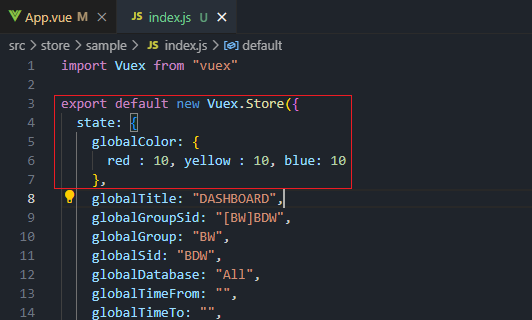 App.vue M JS index.js U
src > store > sample > JS index.js > default
1 import Vuex from "vuex"
2
3 export default new Vuex.Store({
4 state: {
5 globalColor: {
6 red : 10, yellow : 10, blue: 10
7 },
8 globalTitle: "DASHBOARD",
9 globalGroupSid: "[BW]BDW",
10 globalGroup: "BW",
11 globalSid: "BDW",
12 globalDatabase: "All",
13 globalTimeFrom: "",
14 globalTimeTo: "",